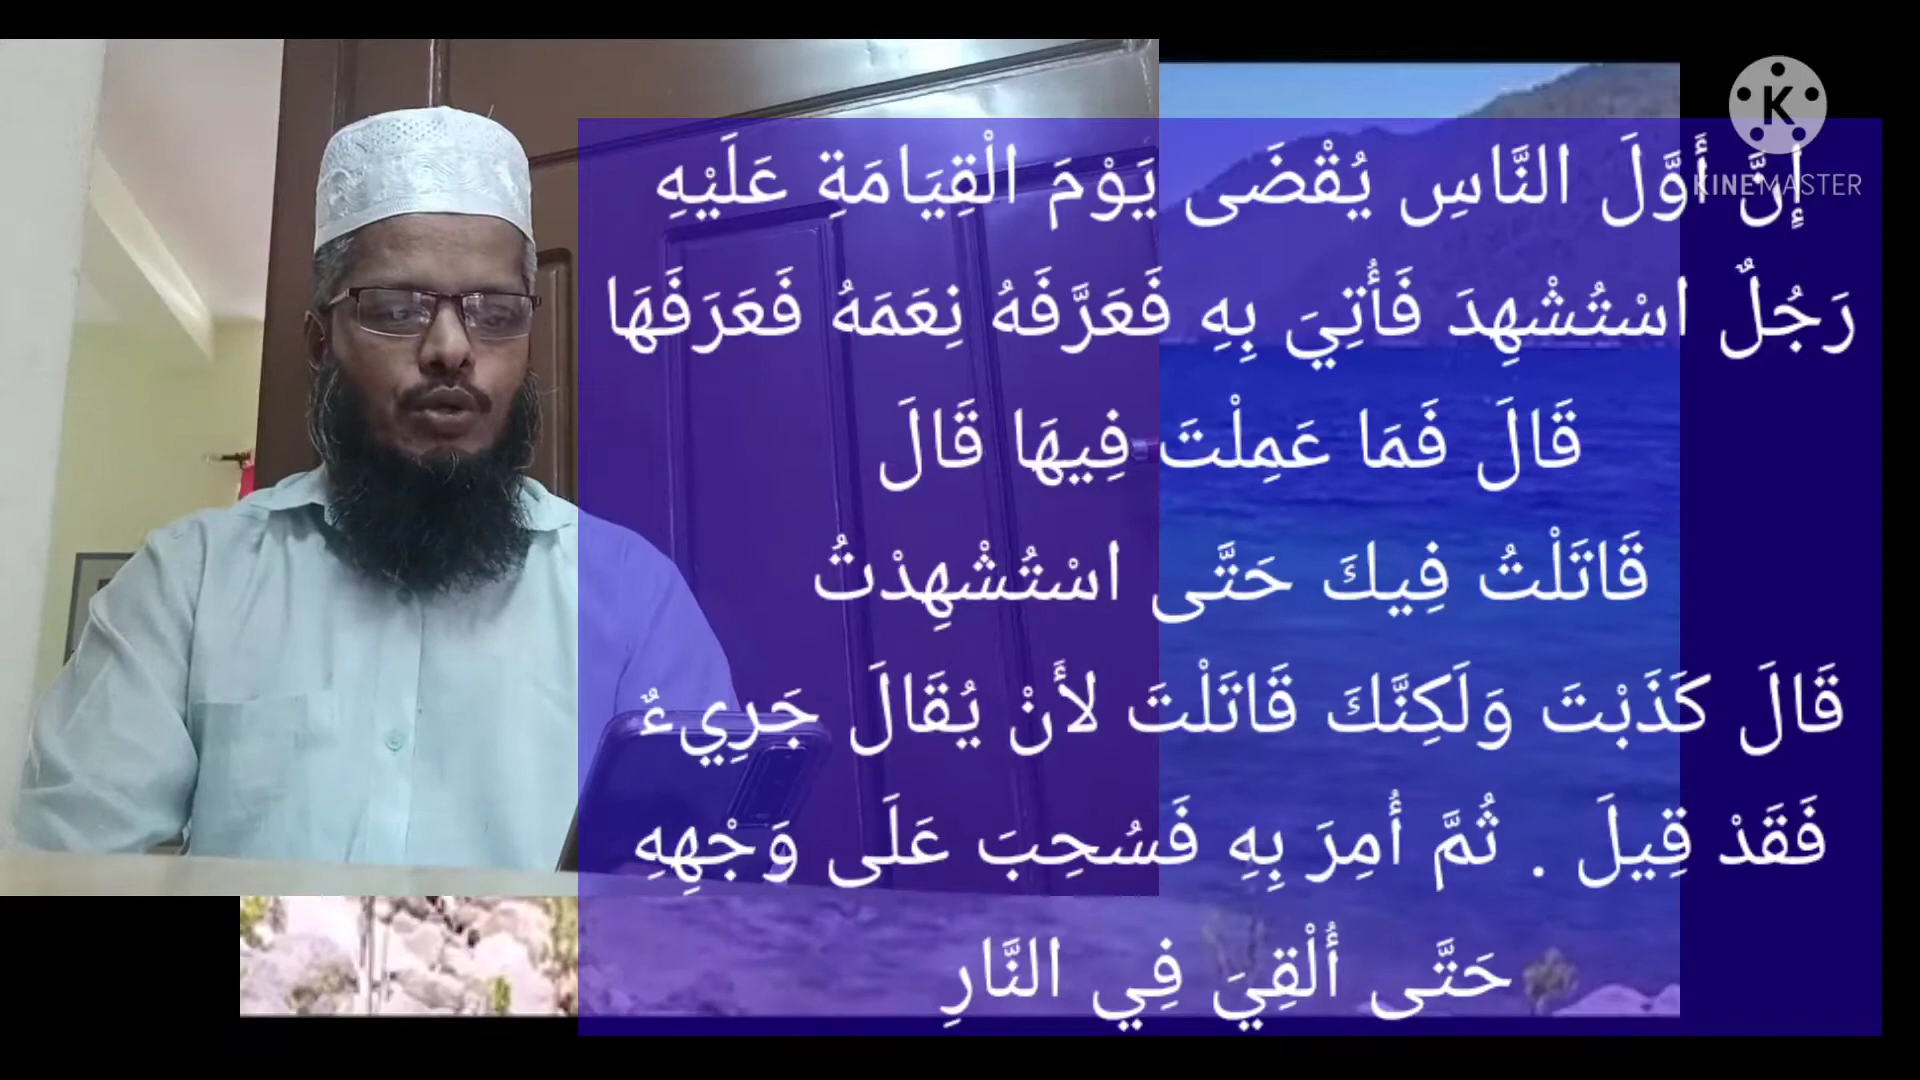 K
KINEMASTER
إِنَّ أَوَّلَ النَّاسِ يُقْضَى يَوْمَ الْقِيَامَةِ عَلَيْهِ
رَجُلٌ اسْتُشْهِدَ فَأُتِيَ بِهِ فَعَرَّفَهُ نِعَمَهُ فَعَرَفَهَا
قَالَ فَمَا عَمِلْتَ فِيهَا قَالَ
قَاتَلْتُ فِيكَ حَتَّى اسْتُشْهِدْتُ
قَالَ كَذَبْتَ وَلَكِنَّكَ قَاتَلْتَ لأَنْ يُقَالَ جَرِيءٌ
فَقَدْ قِيلَ . ثُمَّ أُمِرَ بِهِ فَسُحِبَ عَلَى وَجْهِهِ
حَتَّى أُلْقِيَ فِي النَّارِ